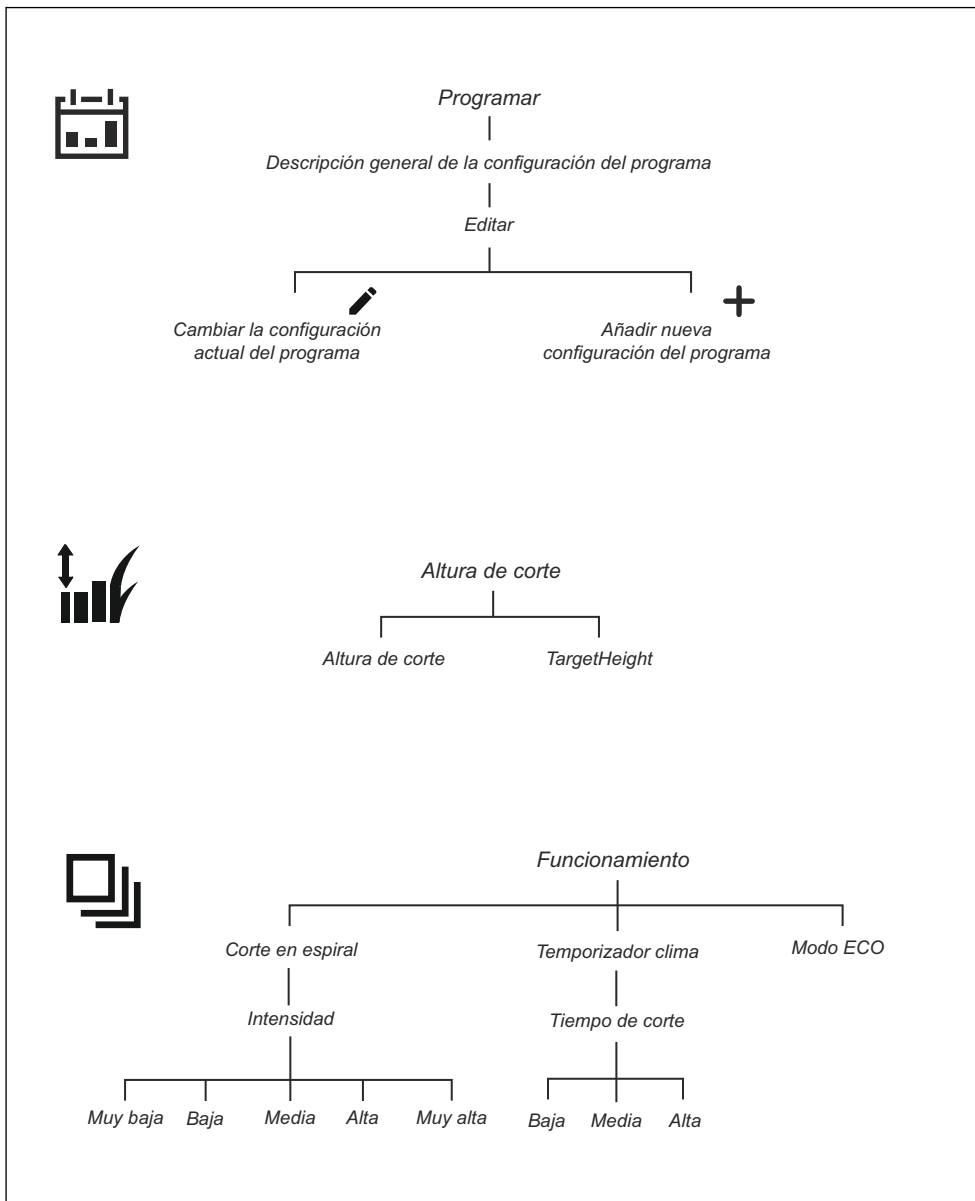 Programar
Descripción general de la configuración del programa
Editar
Cambiar la configuración
actual del programa
Añadir nueva
configuración del programa
Altura de corte
Altura de corte
TargetHeight
Funcionamiento
Corte en espiral
Temporizador clima
Modo ECO
Intensidad
Tiempo de corte
Muy baja
Baja
Media
Alta
Muy alta
Baja
Media
Alta